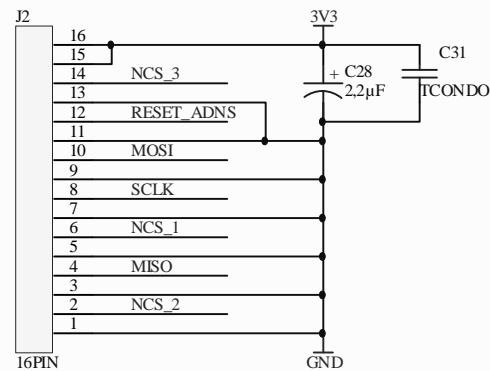 J2
3V3
16
15
14 NCS_3
13
12 RESET_ADNS
11
10 MOSI
9
8 SCLK
7
6 NCS_1
5
4 MISO
3
2 NCS_2
1
+ C28
2,2µF
C31
TCONDO
16PIN
GND